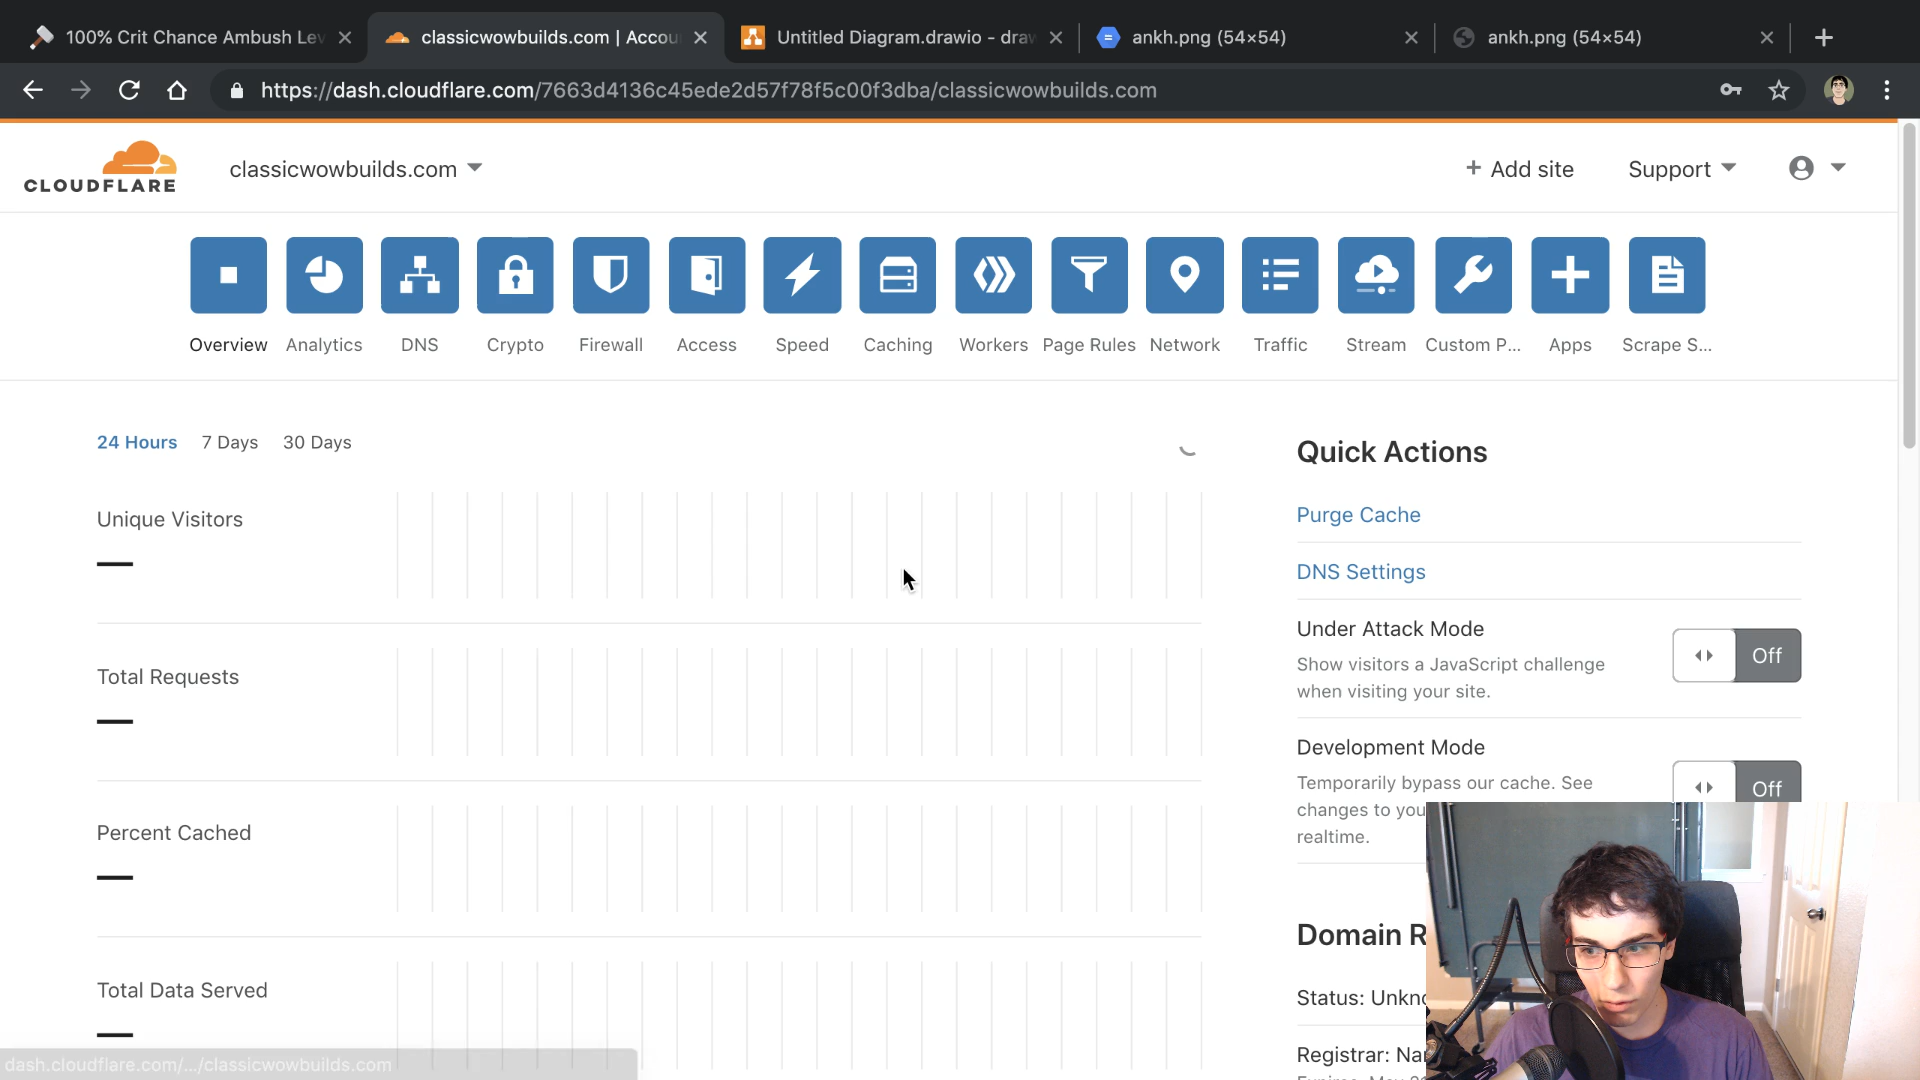 100% Crit Chance Ambush Lev
classicwowbuilds.com | Accou
Untitled Diagram.drawio - draw
ankh.png (54×54)
ankh.png (54×54)
https://dash.cloudflare.com/7663d4136c45ede2d57f78f5c00f3dba/classicwowbuilds.com
CLOUDFLARE
classicwowbuilds.com
+ Add site
Support
Overview
Analytics
DNS
Crypto
Firewall
Access
Speed
Caching
Workers
Page Rules
Network
Traffic
Stream
Custom P...
Apps
Scrape S...
24 Hours
7 Days
30 Days
Unique Visitors
Total Requests
Percent Cached
Total Data Served
Quick Actions
Purge Cache
DNS Settings
Under Attack Mode
Show visitors a JavaScript challenge
when visiting your site.
Off
Development Mode
Temporarily bypass our cache. See
changes to you
realtime.
Off
Domain R
Status: Unkno
Registrar: Nam
dash.cloudflare.com/.../classicwowbuilds.com